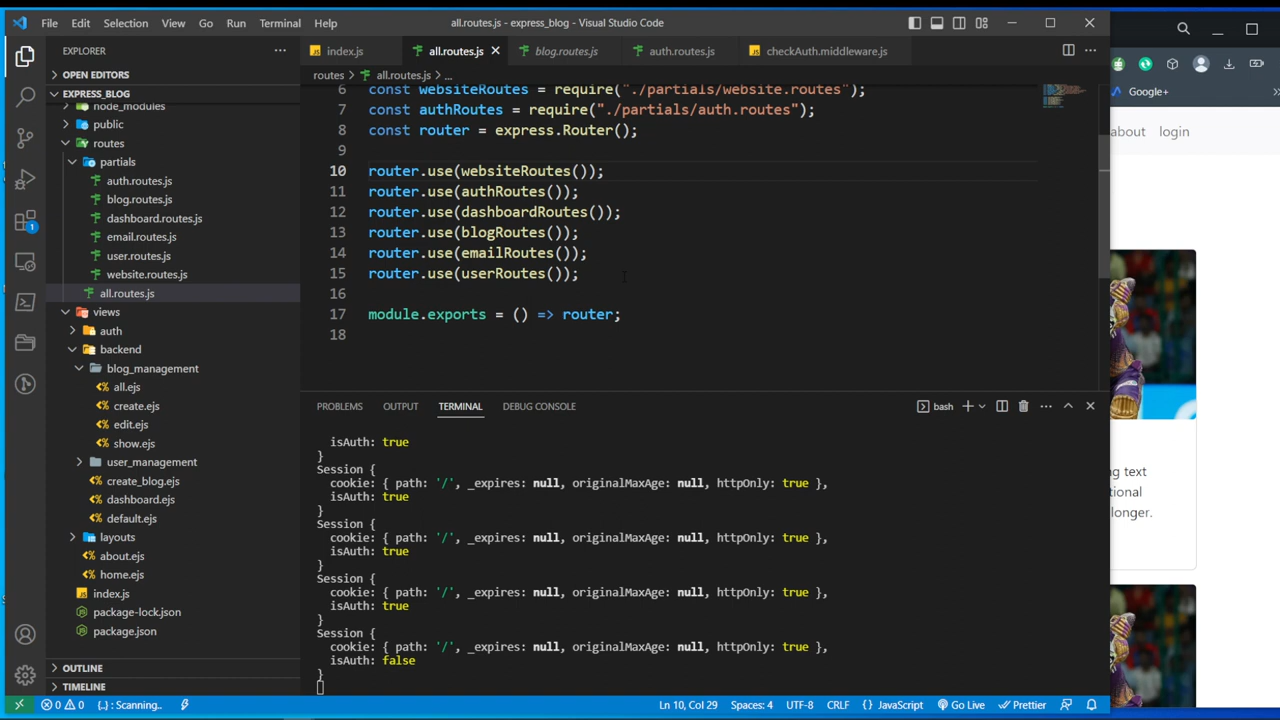 File Edit Selection View Go Run Terminal Help all.routes.js - express_blog - Visual Studio Code
EXPLORER
index.js all.routes.js blog.routes.js auth.routes.js checkAuth.middleware.js
routes > all.routes.js > ...
OPEN EDITORS
EXPRESS_BLOG
node_modules
public
routes
partials
auth.routes.js
blog.routes.js
dashboard.routes.js
email.routes.js
user.routes.js
website.routes.js
all.routes.js
views
auth
backend
blog_management
all.ejs
create.ejs
edit.ejs
show.ejs
user_management
create_blog.ejs
dashboard.ejs
default.ejs
layouts
about.ejs
home.ejs
index.js
package-lock.json
package.json
OUTLINE
TIMELINE
1
6 const websiteRoutes = require("./partials/website.routes");
7 const authRoutes = require("./partials/auth.routes");
8 const router = express.Router();
9
10 router.use(websiteRoutes());
11 router.use(authRoutes());
12 router.use(dashboardRoutes());
13 router.use(blogRoutes());
14 router.use(emailRoutes());
15 router.use(userRoutes());
16
17 module.exports = () => router;
18
PROBLEMS OUTPUT TERMINAL DEBUG CONSOLE bash
isAuth: true
}
Session {
cookie: { path: '/', _expires: null, originalMaxAge: null, httpOnly: true },
isAuth: true
}
Session {
cookie: { path: '/', _expires: null, originalMaxAge: null, httpOnly: true },
isAuth: true
}
Session {
cookie: { path: '/', _expires: null, originalMaxAge: null, httpOnly: true },
isAuth: true
}
Session {
cookie: { path: '/', _expires: null, originalMaxAge: null, httpOnly: true },
isAuth: false
}
0 0 {..} : Scanning.. Ln 10, Col 29 Spaces: 4 UTF-8 CRLF { } JavaScript Go Live Prettier
Google+
about login
text
longer.